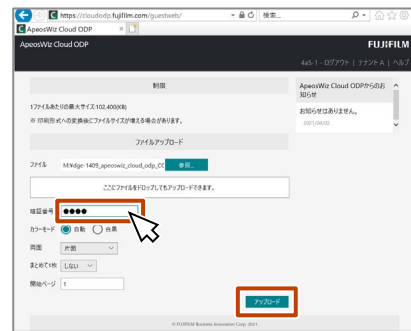 https://cloudodp.fujifilm.com/guestweb/
検索...
ApeosWiz Cloud ODP
ApeosWiz Cloud ODP
FUJIFILM
4a5-1 - ログアウト | テナント A | ヘルプ
制限
1ファイルあたりの最大サイズ:102,400(KB)
※ 印刷形式への変換後にファイルサイズが増える場合があります。
ファイルアップロード
ファイル
参照...
ここにファイルをドロップしてもアップロードできます。
暗証番号
カラーモード 自動 白黒
両面 片面
まとめて1枚 しない
開始ページ 1
アップロード
ApeosWiz Cloud ODPからのお知らせ
お知らせはありません。
2021/04/02
© FUJIFILM Business Innovation Corp. 2021